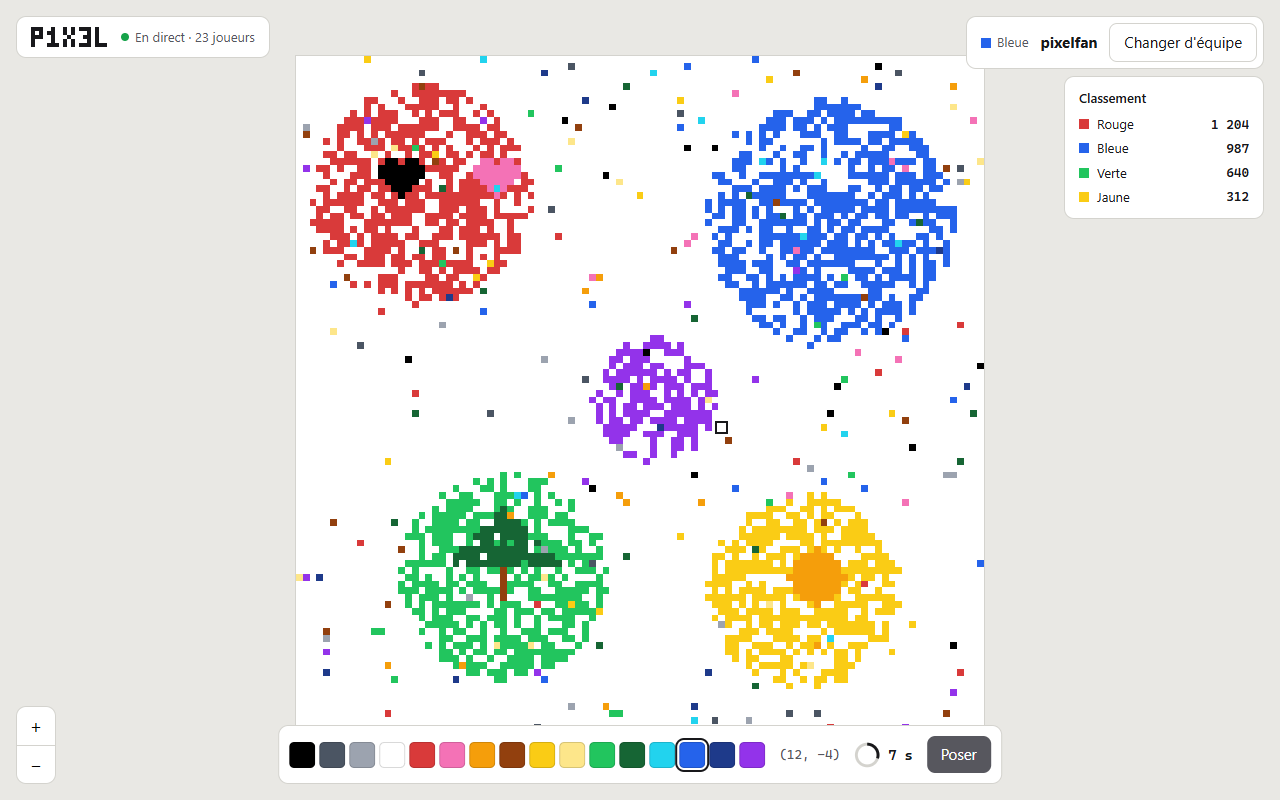 P1X3L
En direct · 23 joueurs
Bleue pixelfan Changer d'équipe
Classement
Rouge 1 204
Bleue 987
Verte 640
Jaune 312
+
−
(12, −4) 7 s Poser